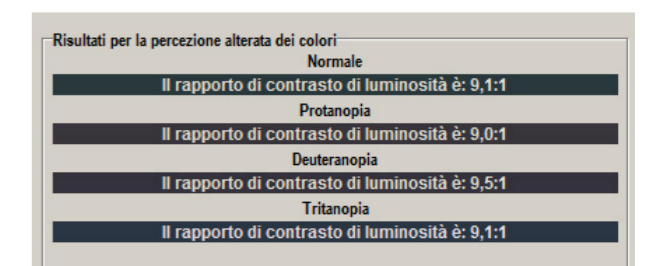 Risultati per la percezione alterata dei colori
Normale
Il rapporto di contrasto di luminosità è: 9,1:1
Protanopia
Il rapporto di contrasto di luminosità è: 9,0:1
Deuteranopia
Il rapporto di contrasto di luminosità è: 9,5:1
Tritanopia
Il rapporto di contrasto di luminosità è: 9,1:1